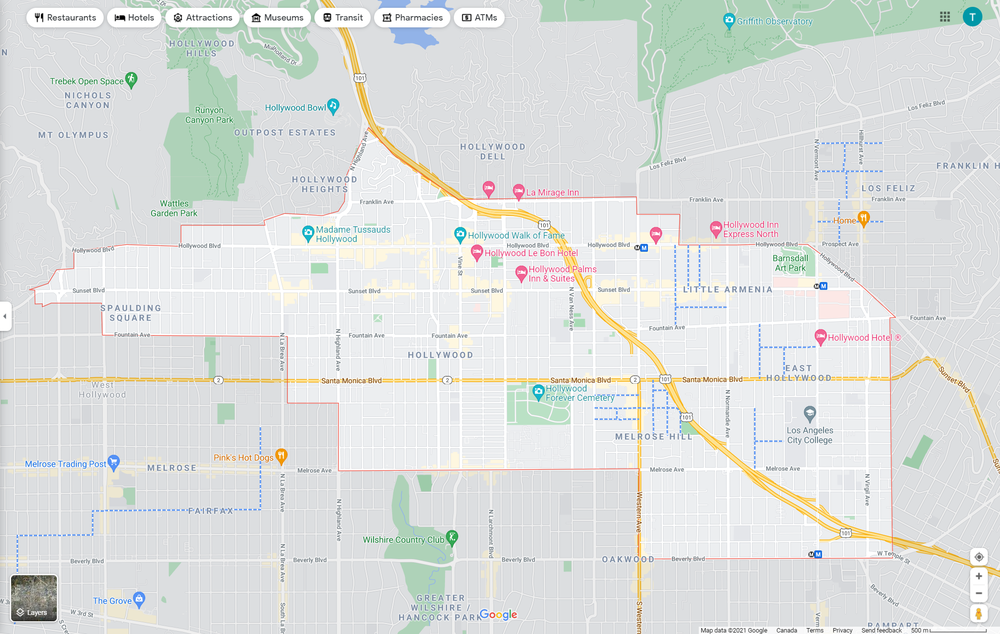 Restaurants
Hotels
Attractions
Museums
Transit
Pharmacies
ATMs
T
Griffith Observatory
HOLLYWOOD
HILLS
Mulholland Dr
N
Trebek Open Space
NICHOLS
CANYON
101
Hollywood Bowl
Runyon
Canyon Park
Los Feliz Blvd
MT OLYMPUS
OUTPOST ESTATES
N Highland Ave
HOLLYWOOD
DELL
N Vermont Ave
Hillhurst Ave
Los Feliz Blvd
FRANKLIN H
HOLLYWOOD
HEIGHTS
La Mirage Inn
LOS FELIZ
Wattles
Garden Park
Franklin Ave
Franklin Ave
Franklin Ave
Home
101
Madame Tussauds
Hollywood
Hollywood Walk of Fame
Hollywood Inn
Express North
Hollywood Blvd
Hollywood Blvd
Hollywood Blvd
Hollywood Blvd
Hollywood Blvd
Prospect Ave
M
M
Hollywood Le Bon Hotel
Vine St
Barnsdall
Art Park
Hollywood Blvd
Hollywood Palms
Inn & Suites
M
M
Sunset Blvd
Sunset Blvd
Sunset Blvd
Sunset Blvd
LITTLE ARMENIA
N Van Ness Ave
SPAULDING
SQUARE
Fountain Ave
Fountain Ave
Fountain Ave
Fountain Ave
Fountain Ave
N La Brea Ave
N Highland Ave
Hollywood Hotel ®
HOLLYWOOD
EAST
HOLLYWOOD
2
Santa Monica Blvd
2
Santa Monica Blvd
2
101
Santa Monica Blvd
Sunset Blvd
West
Hollywood
Hollywood
Forever Cemetery
N Normandie Ave
101
MELROSE HILL
Los Angeles
City College
Pink's Hot Dogs
Melrose Trading Post
MELROSE
Melrose Ave
Melrose Ave
Melrose Ave
N La Brea Ave
N Virgil Ave
Western Ave
N Highland Ave
N Larchmont Blvd
FAIRFAX
101
Wilshire Country Club
N La Brea Ave
Beverly Blvd
Beverly Blvd
Beverly Blvd
OAKWOOD
Beverly Blvd
M
M
W Temple St
Beverly Blvd
The Grove
GREATER
WILSHIRE /
HANCOCK PARK
South La B
S Western
W 3rd St
Layers
Google
RAMPART
Map data ©2021 Google
Canada
Terms
Privacy
Send feedback
500 m